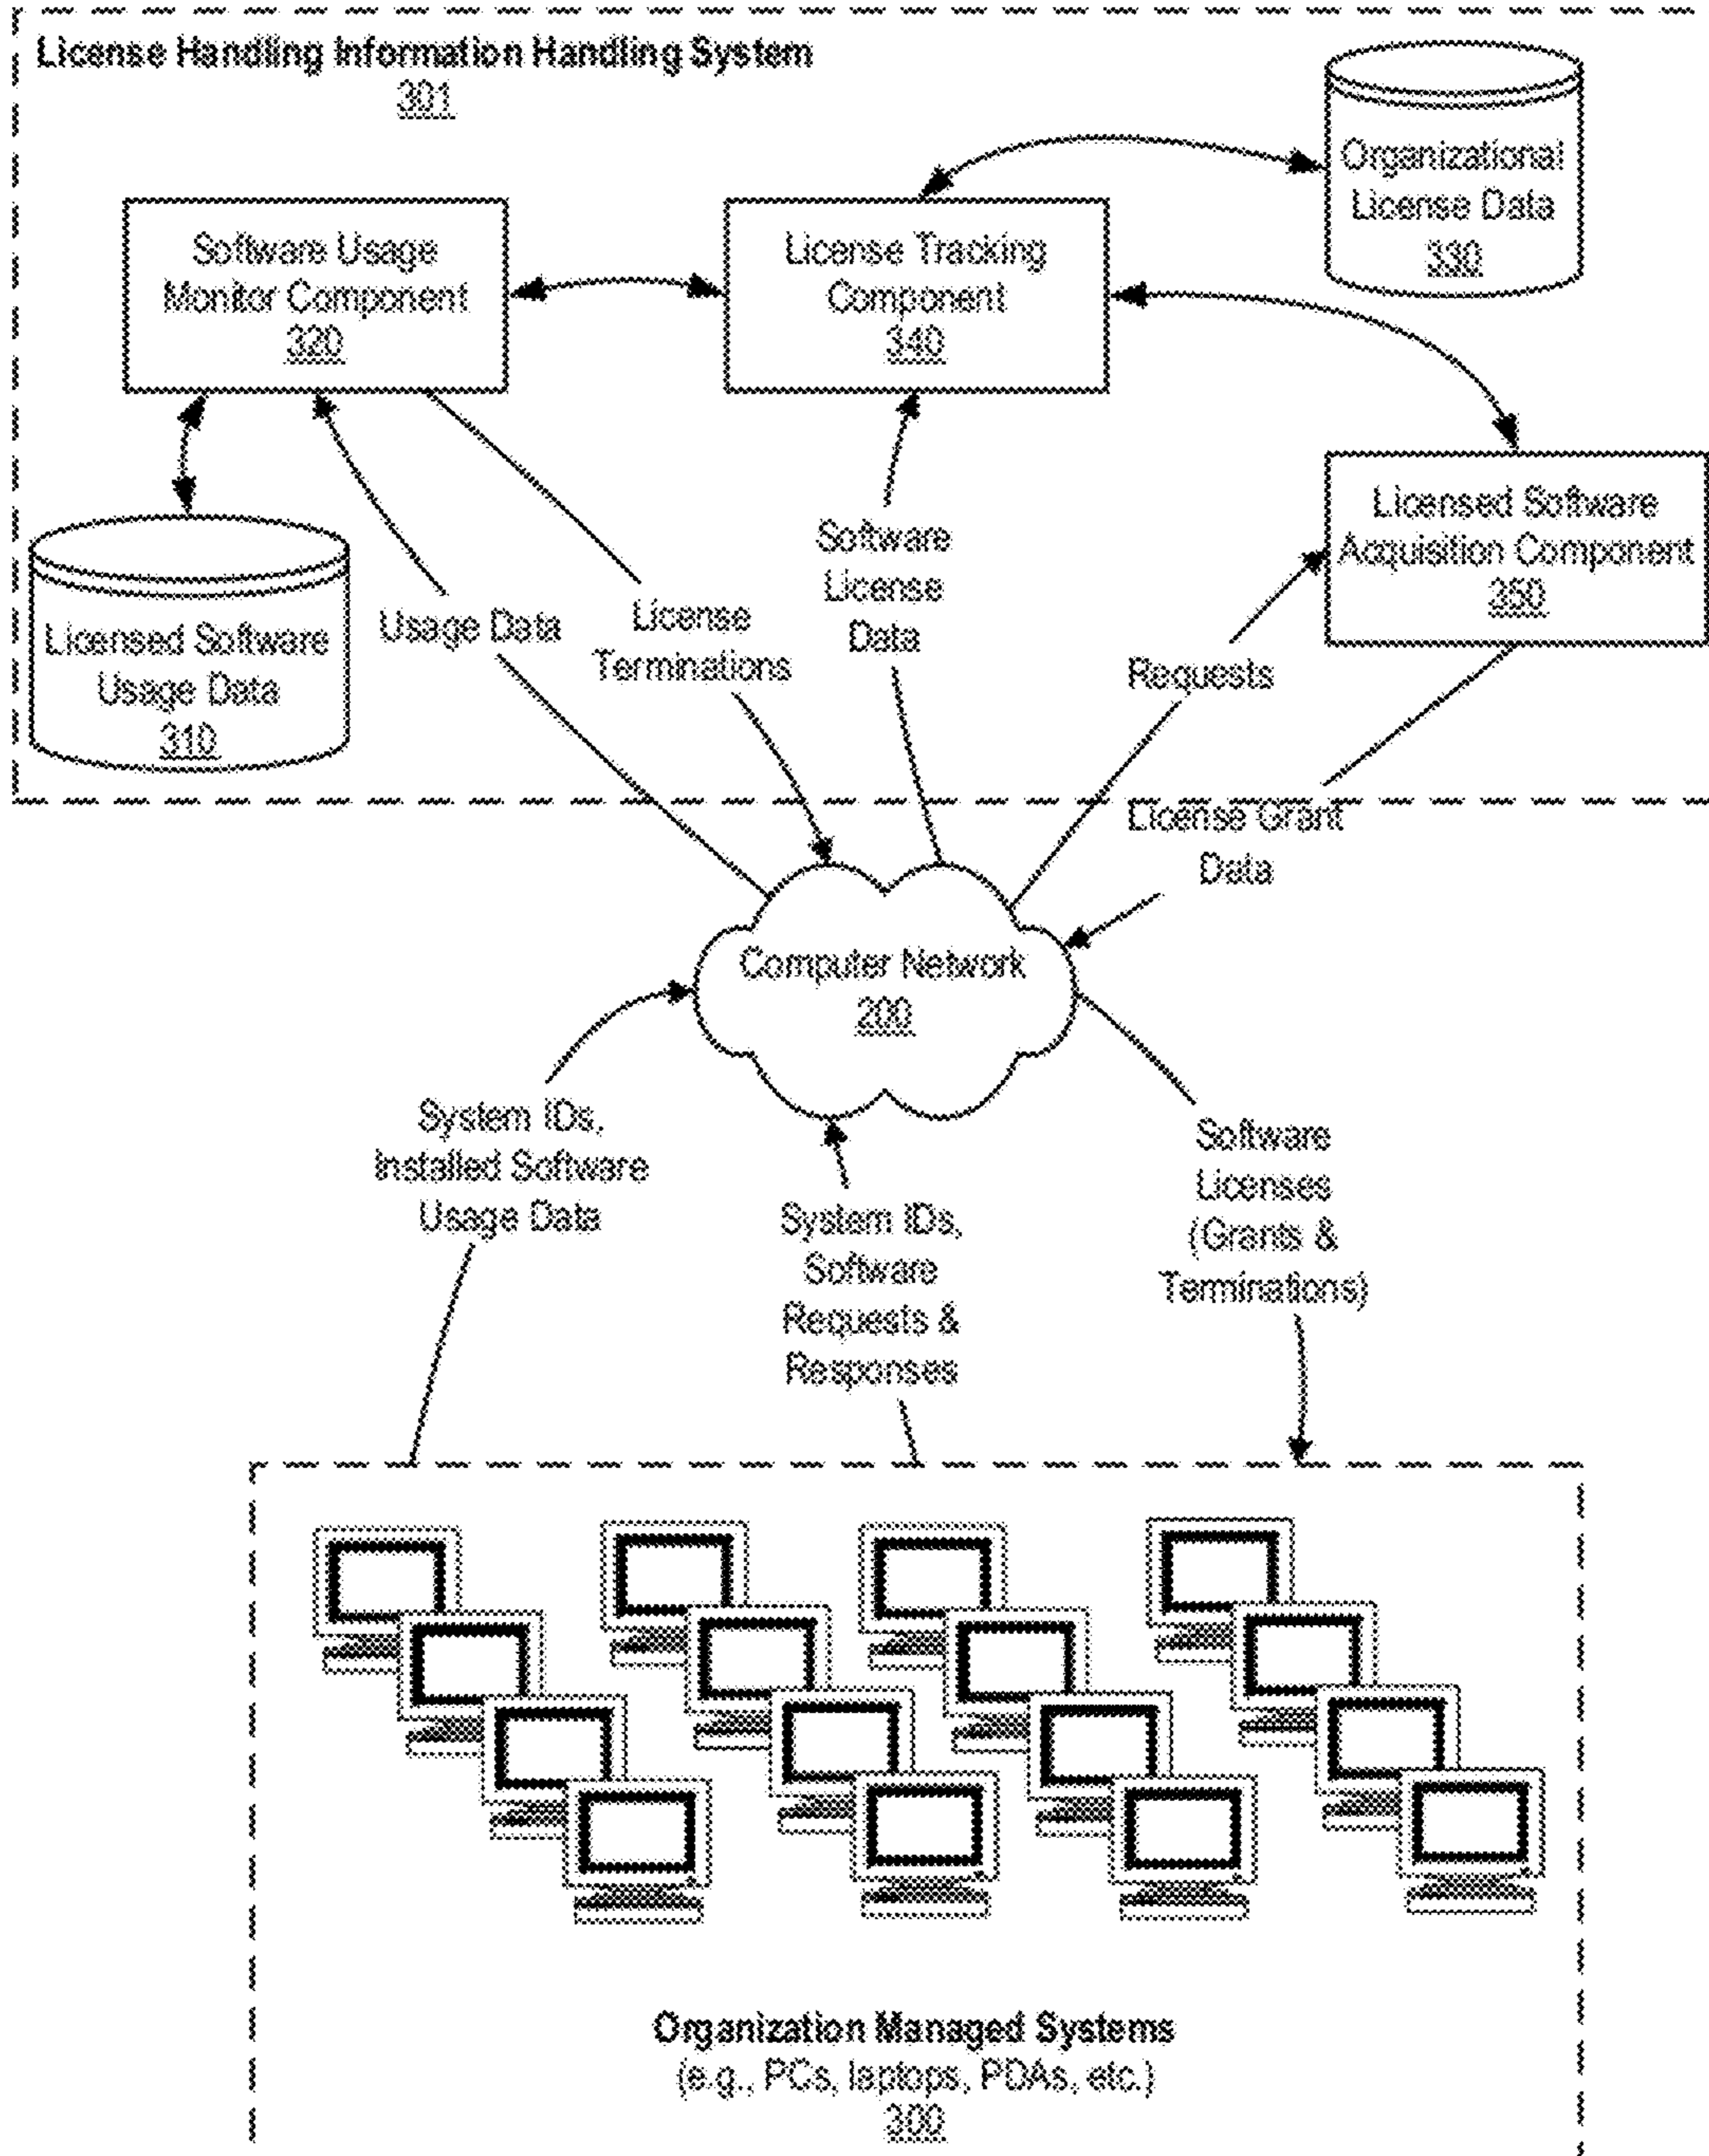 License Handling Information Handling System
301
Organizational
License Data
330
Software Usage
Monitor Component
320
License Tracking
Component
340
Licensed Software
Acquisition Component
350
Licensed Software
Usage Data
310
Usage Data
License
Terminations
Software
License
Data
Requests
License Grant
Data
Computer Network
200
System IDs,
Installed Software
Usage Data
System IDs,
Software
Requests &
Responses
Software
Licenses
(Grants &
Terminations)
Organization Managed Systems
(e.g., PCs, laptops, PDAs, etc.)
300